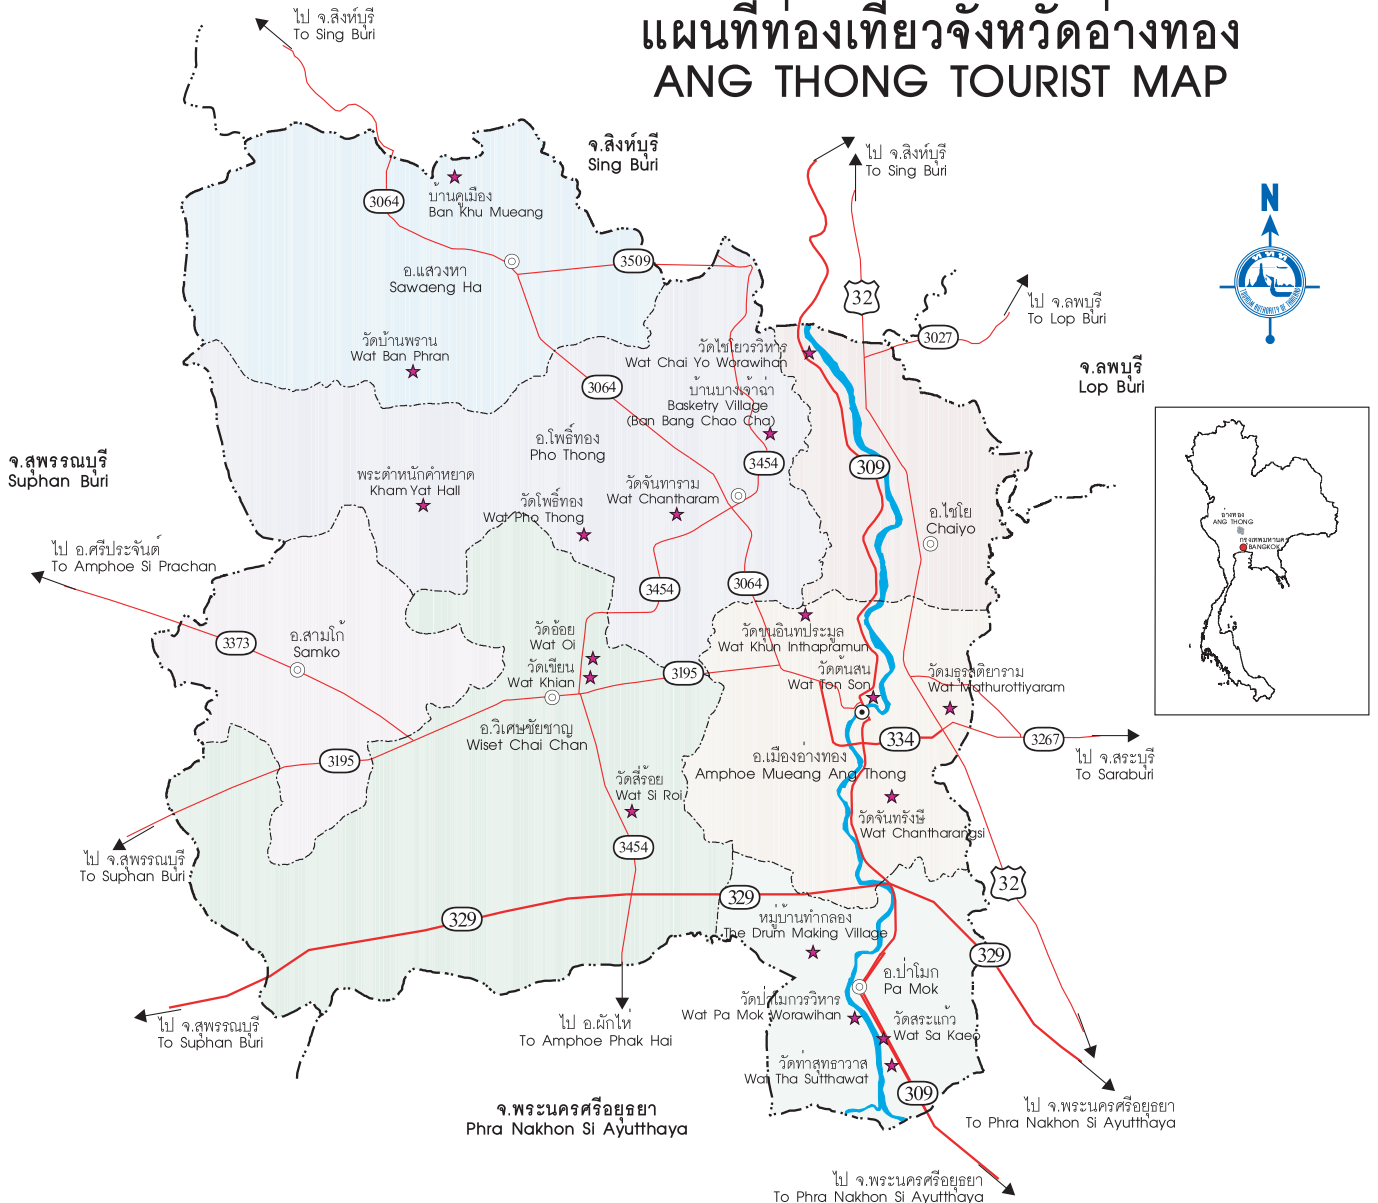 แผนที่ท่องเที่ยวจังหวัดอ่างทอง
ANG THONG TOURIST MAP
ไป จ.สิงห์บุรี
To Sing Buri
จ.สิงห์บุรี
Sing Buri
ไป จ.สิงห์บุรี
To Sing Buri
N
ททท
TOURISM AUTHORITY OF THAILAND
3064
บ้านคูเมือง
Ban Khu Mueang
อ.แสวงหา
Sawaeng Ha
3509
32
ไป จ.ลพบุรี
To Lop Buri
3027
จ.ลพบุรี
Lop Buri
วัดบ้านพราน
Wat Ban Phran
วัดไชโยวรวิหาร
Wat Chai Yo Worawihan
3064
บ้านบางเจ้าฉ่า
Basketry Village
(Ban Bang Chao Cha)
อ.โพธิ์ทอง
Pho Thong
3454
309
จ.สุพรรณบุรี
Suphan Buri
พระตำหนักคำหยาด
Kham Yat Hall
วัดจันทาราม
Wat Chantharam
วัดโพธิ์ทอง
Wat Pho Thong
อ.ไชโย
Chaiyo
อ่างทอง
ANG THONG
กรุงเทพมหานคร
BANGKOK
ไป อ.ศรีประจันต์
To Amphoe Si Prachan
3454
3064
3373
อ.สามโก้
Samko
วัดอ้อย
Wat Oi
วัดเขียน
Wat Khian
3195
วัดขุนอินทประมูล
Wat Khun Inthapramun
วัดต้นสน
Wat Ton Son
วัดมธุรสติยาราม
Wat Mathurottiyaram
อ.วิเศษชัยชาญ
Wiset Chai Chan
3195
334
3267
ไป จ.สระบุรี
To Saraburi
อ.เมืองอ่างทอง
Amphoe Mueang Ang Thong
วัดสี่ร้อย
Wat Si Roi
วัดจันทรังษี
Wat Chantharangsi
3454
ไป จ.สุพรรณบุรี
To Suphan Buri
32
329
329
หมู่บ้านทำกลอง
The Drum Making Village
329
อ.ป่าโมก
Pa Mok
วัดป่าโมกวรวิหาร
Wat Pa Mok Worawihan
วัดสระแก้ว
Wat Sa Kaeo
ไป จ.สุพรรณบุรี
To Suphan Buri
ไป อ.ผักไห่
To Amphoe Phak Hai
วัดท่าสุทธาวาส
Wat Tha Sutthawat
309
จ.พระนครศรีอยุธยา
Phra Nakhon Si Ayutthaya
ไป จ.พระนครศรีอยุธยา
To Phra Nakhon Si Ayutthaya
ไป จ.พระนครศรีอยุธยา
To Phra Nakhon Si Ayutthaya